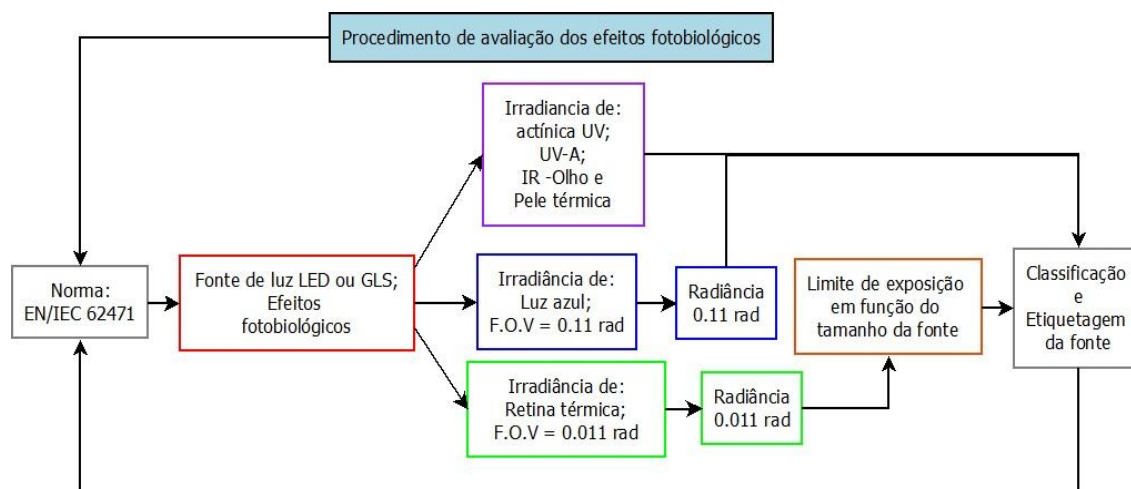 Procedimento de avaliação dos efeitos fotobiológicos
Irradiancia de:
actínica UV;
UV-A;
IR -Olho e
Pele térmica
Norma:
EN/IEC 62471
Fonte de luz LED ou GLS;
Efeitos
fotobiológicos
Irradiância de:
Luz azul;
F.O.V = 0.11 rad
Radiância
0.11 rad
Limite de exposição
em função do
tamanho da fonte
Classificação
e
Etiquetagem
da fonte
Irradiância de:
Retina térmica;
F.O.V = 0.011 rad
Radiância
0.011 rad